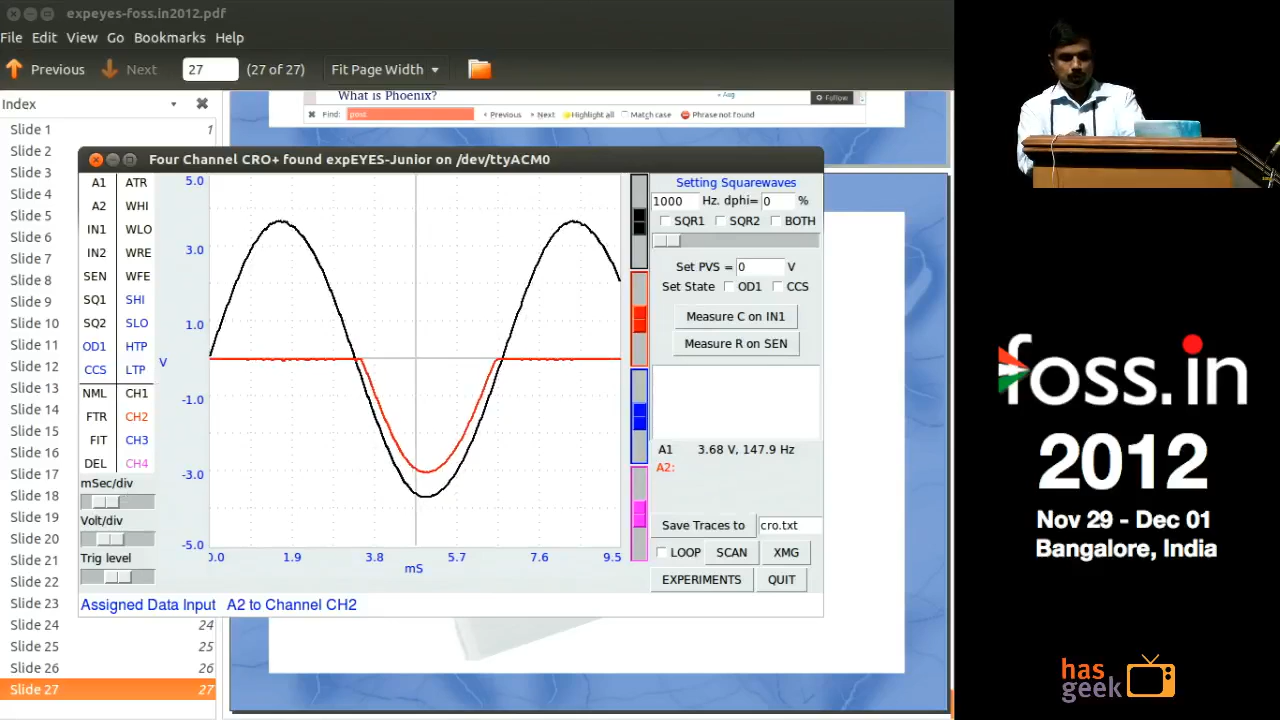 expeyes-foss.in2012.pdf
File Edit View Go Bookmarks Help
Previous Next 27 (27 of 27) Fit Page Width
Index
Slide 1 1
Slide 2
Slide 3
Slide 4
Slide 5
Slide 6
Slide 7
Slide 8
Slide 9
Slide 10
Slide 11
Slide 12
Slide 13
Slide 14
Slide 15
Slide 16
Slide 17
Slide 18
Slide 19
Slide 20
Slide 21
Slide 22
Slide 23
Slide 24 24
Slide 25 25
Slide 26 26
Slide 27 27
What is Phoenix?
Aug
Follow
Find: post Previous Next Highlight all Match case Phrase not found
Four Channel CRO+ found expEYES-Junior on /dev/ttyACM0
A1 ATR
A2 WHI
IN1 WLO
IN2 WRE
SEN WFE
SQ1 SHI
SQ2 SLO
OD1 HTP
CCS LTP
NML CH1
FTR CH2
FIT CH3
DEL CH4
mSec/div
Volt/div
Trig level
5.0
3.0
1.0
V
-1.0
-3.0
-5.0
0.0 1.9 3.8 5.7 7.6 9.5
mS
Setting Squarewaves
1000 Hz. dphi= 0 %
SQR1 SQR2 BOTH
Set PVS = 0 V
Set State OD1 CCS
Measure C on IN1
Measure R on SEN
A1 3.68 V, 147.9 Hz
A2:
Save Traces to cro.txt
LOOP SCAN XMG
EXPERIMENTS QUIT
Assigned Data Input A2 to Channel CH2
foss.in
2012
Nov 29 - Dec 01
Bangalore, India
has
geek